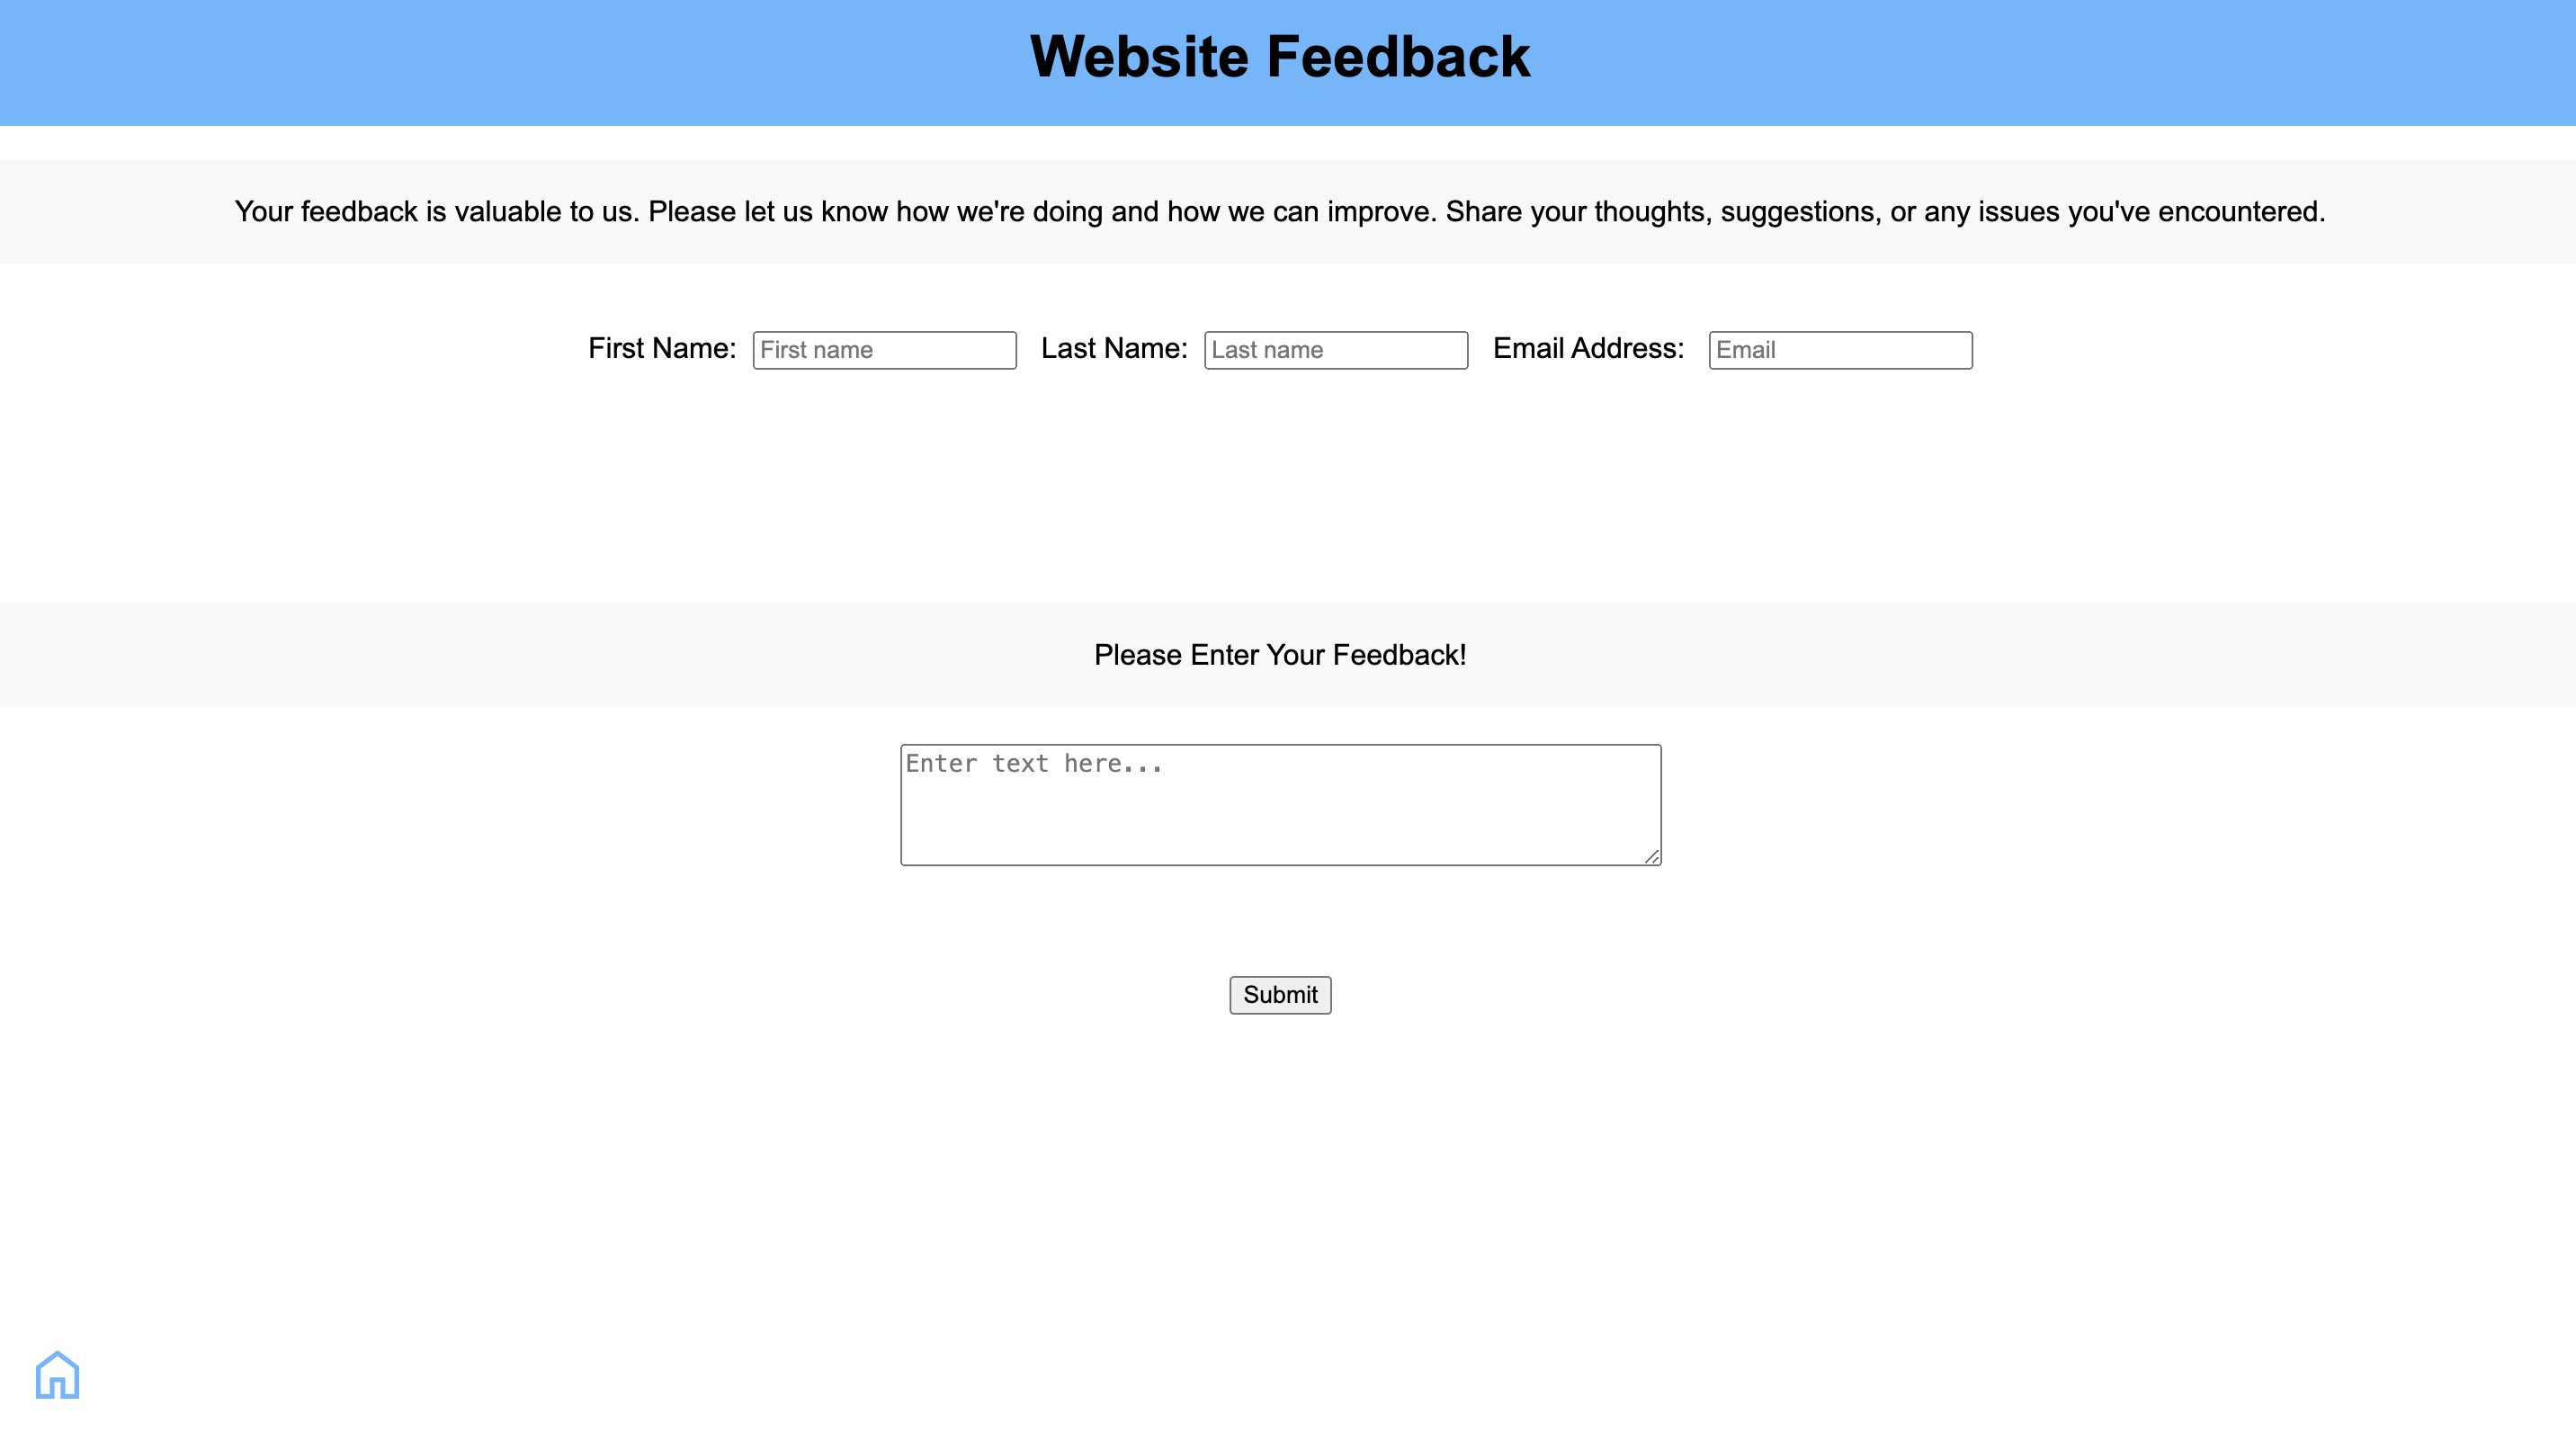 Website Feedback
Your feedback is valuable to us. Please let us know how we're doing and how we can improve. Share your thoughts, suggestions, or any issues you've encountered.
First Name: First name Last Name: Last name Email Address: Email
Please Enter Your Feedback!
Enter text here...
Submit